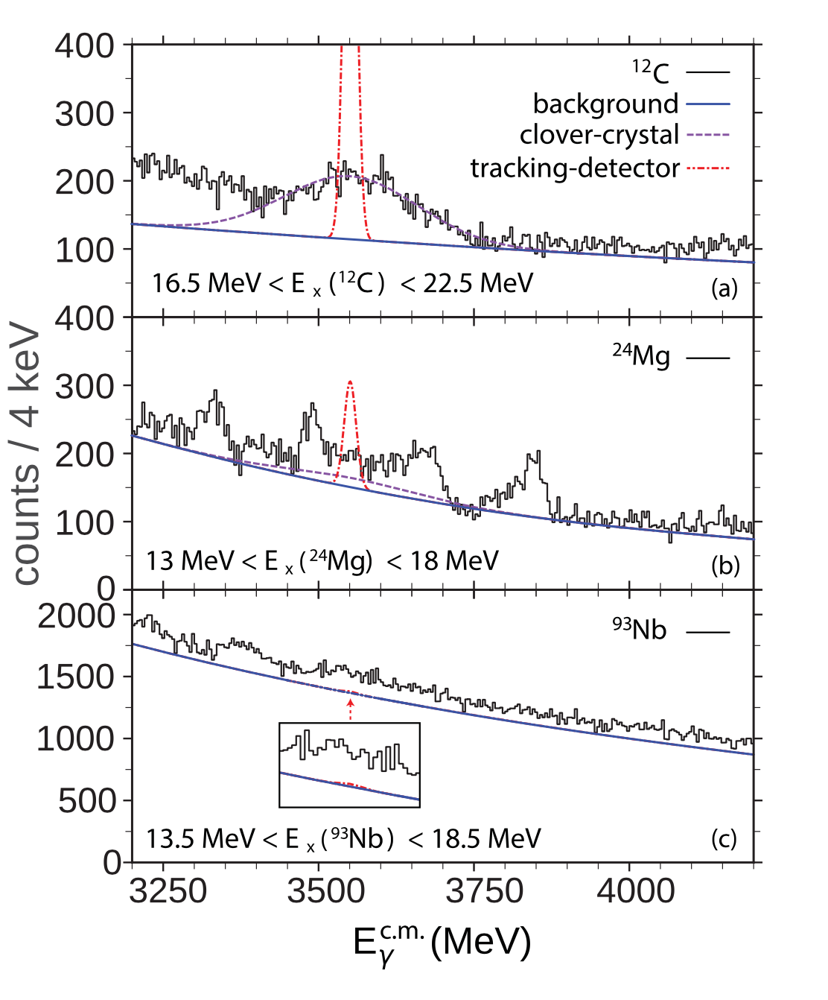 400
300
200
100
¹²C
background
clover-crystal
tracking-detector
16.5 MeV < E x (¹²C) < 22.5 MeV
(a)
400
300
200
100
0
²⁴Mg
13 MeV < E x (²⁴Mg) < 18 MeV
(b)
counts / 4 keV
2000
1500
1000
500
0
⁹³Nb
13.5 MeV < E x (⁹³Nb) < 18.5 MeV
(c)
3250 3500 3750 4000
Eγ c.m. (MeV)